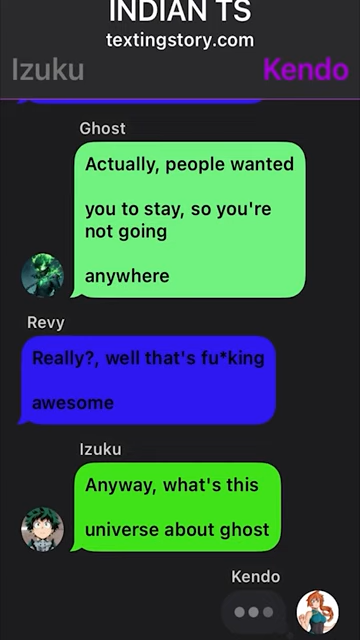 INDIAN TS
textingstory.com
Izuku Kendo
Ghost
Actually, people wanted
you to stay, so you're
not going
anywhere
Revy
Really?, well that's fu*king
awesome
Izuku
Anyway, what's this
universe about ghost
Kendo